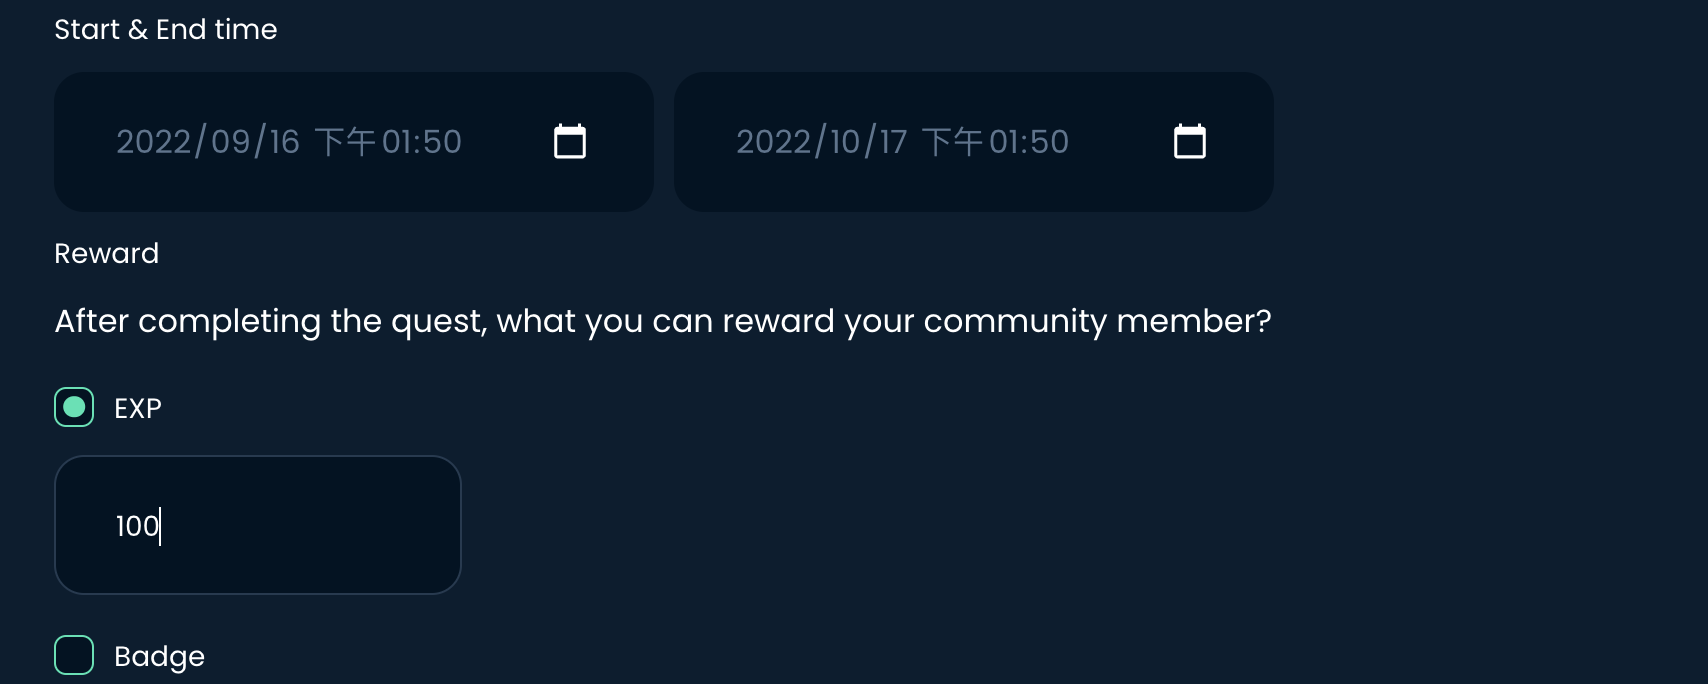 Start & End time
2022/09/16 下午01:50
2022/10/17 下午01:50
Reward
After completing the quest, what you can reward your community member?
EXP
100
Badge